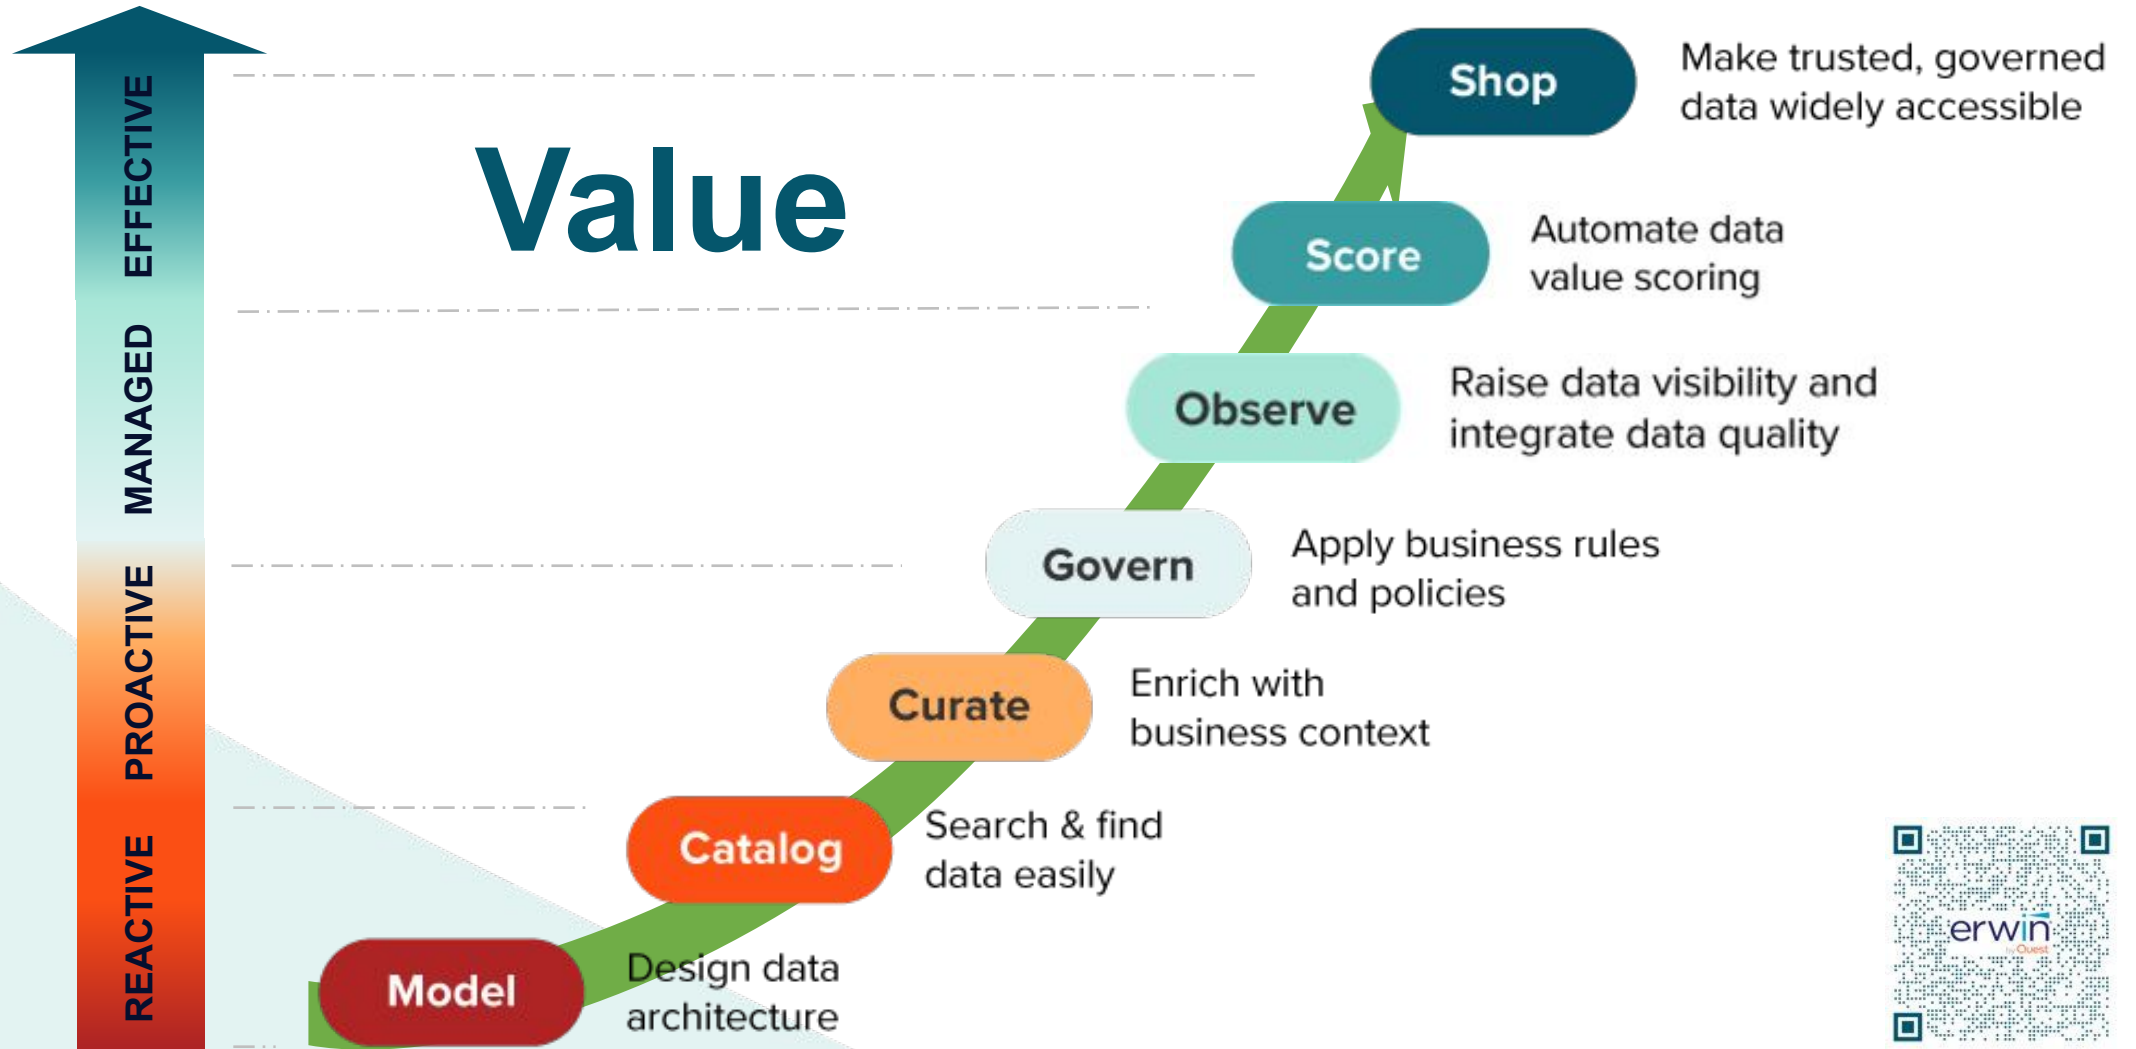 EFFECTIVE
MANAGED
PROACTIVE
REACTIVE
Value
Shop
Make trusted, governed
data widely accessible
Score
Automate data
value scoring
Observe
Raise data visibility and
integrate data quality
Govern
Apply business rules
and policies
Curate
Enrich with
business context
Catalog
Search & find
data easily
Model
Design data
architecture
erwin
by Quest